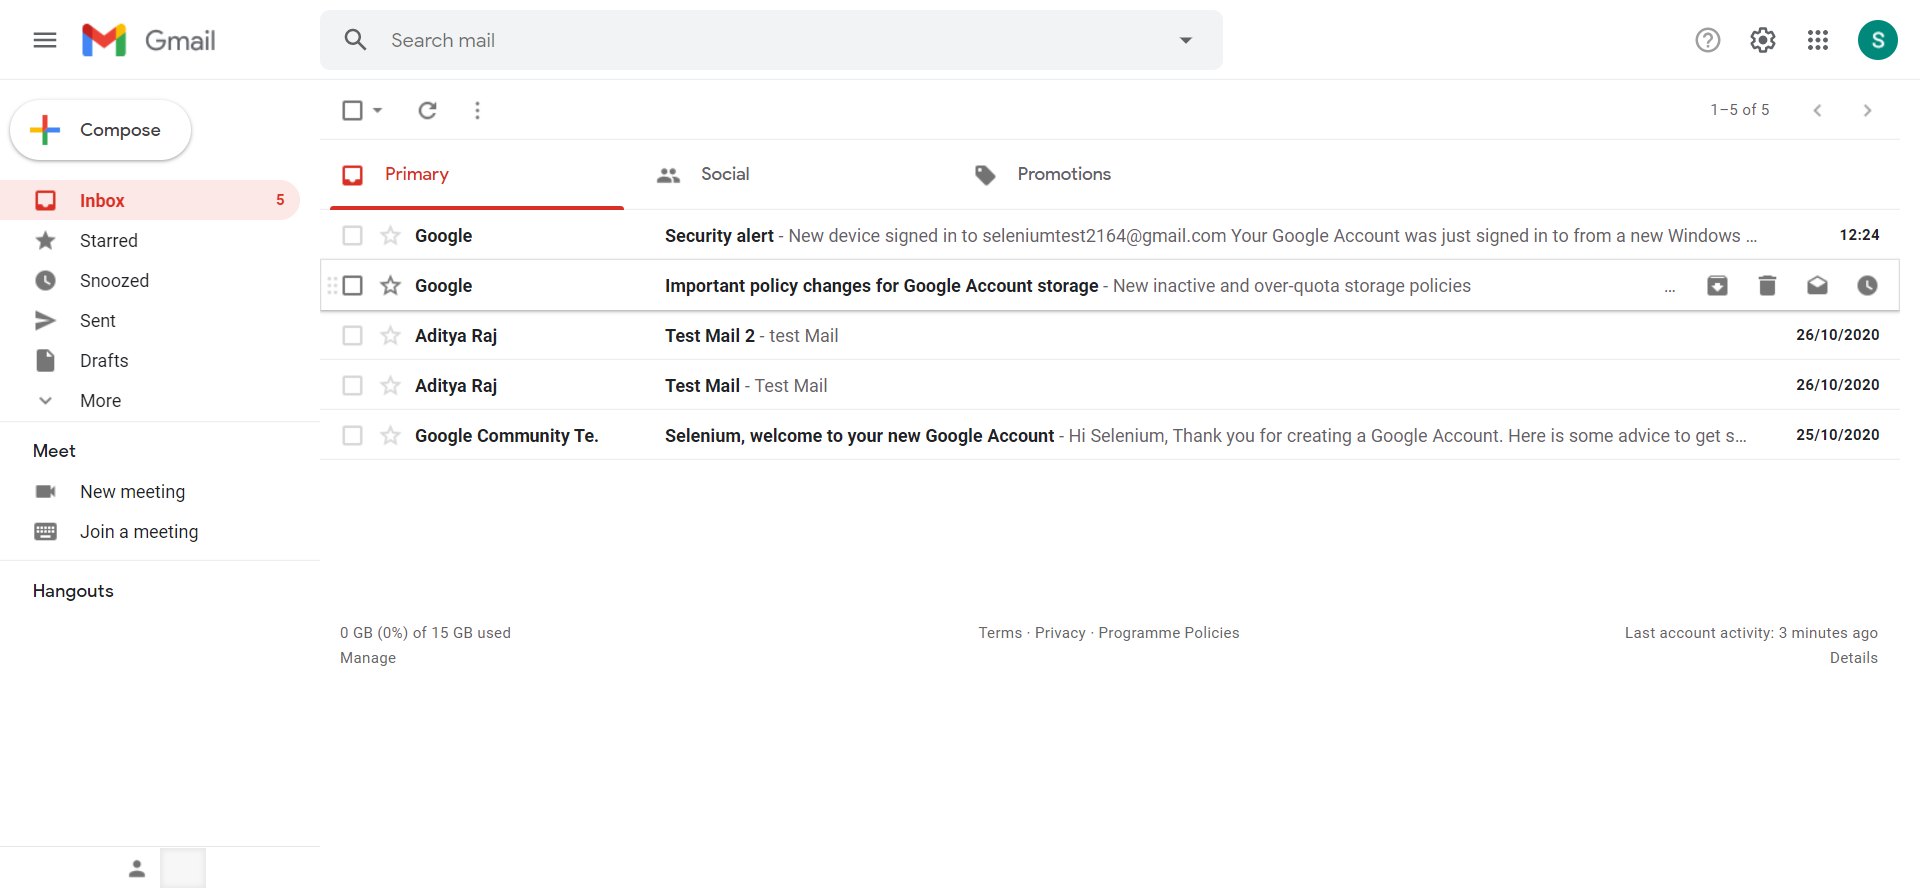 Gmail
Search mail
S
Compose
1–5 of 5
Primary
Social
Promotions
Inbox 5
Starred
Snoozed
Sent
Drafts
More
Google Security alert - New device signed in to seleniumtest2164@gmail.com Your Google Account was just signed in to from a new Windows ... 12:24
Google Important policy changes for Google Account storage - New inactive and over-quota storage policies ...
Aditya Raj Test Mail 2 - test Mail 26/10/2020
Aditya Raj Test Mail - Test Mail 26/10/2020
Google Community Te. Selenium, welcome to your new Google Account - Hi Selenium, Thank you for creating a Google Account. Here is some advice to get s... 25/10/2020
Meet
New meeting
Join a meeting
Hangouts
0 GB (0%) of 15 GB used
Manage
Terms · Privacy · Programme Policies
Last account activity: 3 minutes ago
Details